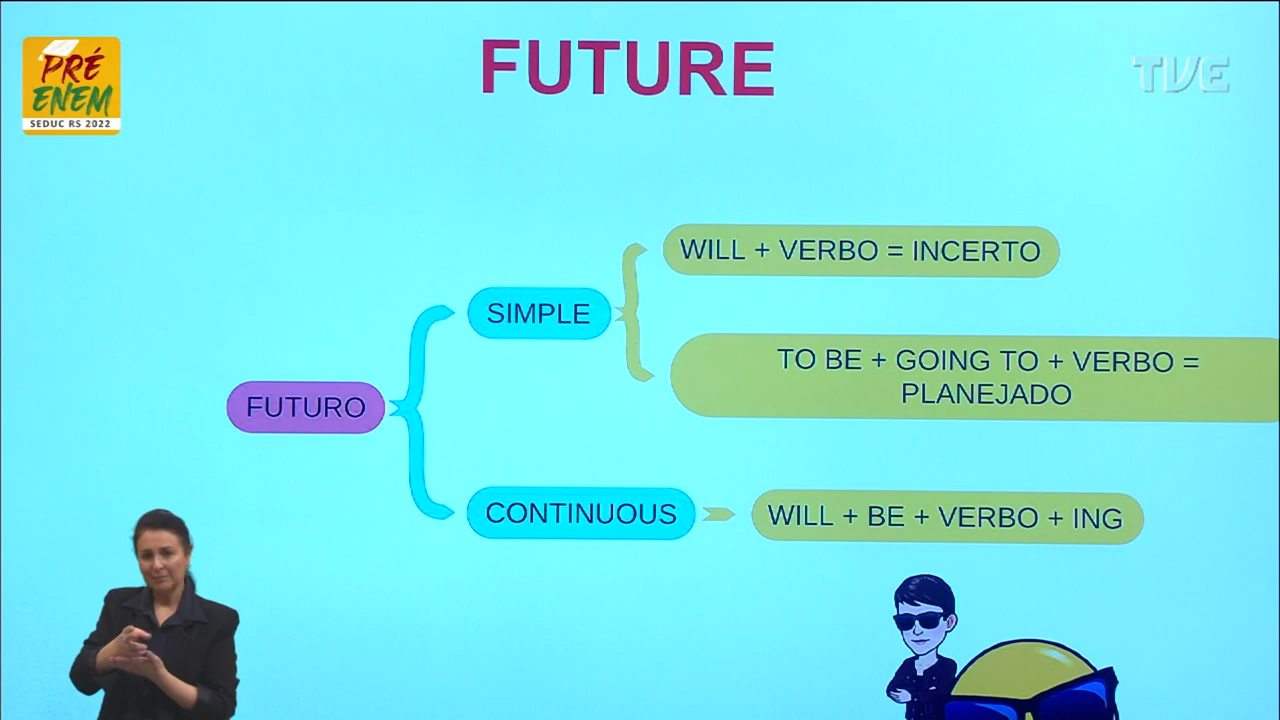 PRÉ
ENEM
SEDUC RS 2022
FUTURE
TVE
WILL + VERBO = INCERTO
SIMPLE
TO BE + GOING TO + VERBO =
PLANEJADO
FUTURO
CONTINUOUS
WILL + BE + VERBO + ING